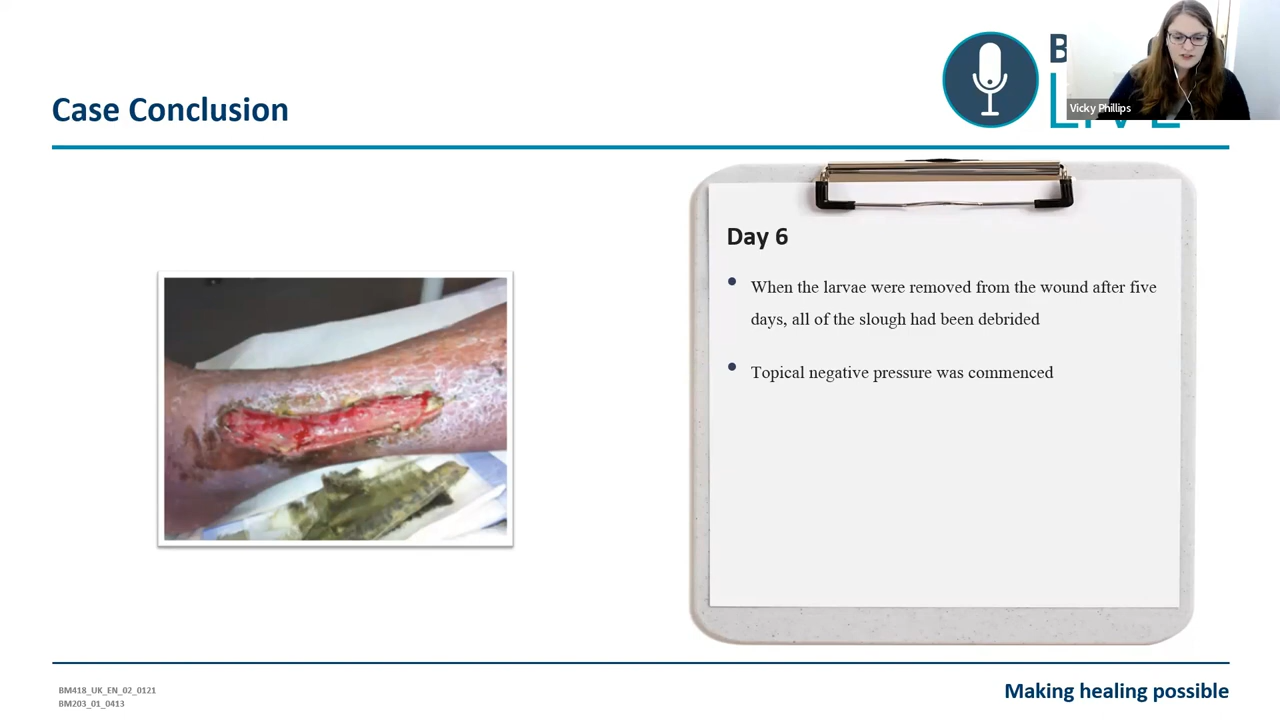 Case Conclusion
Vicky Phillips
Day 6
• When the larvae were removed from the wound after five
days, all of the slough had been debrided
• Topical negative pressure was commenced
BM418_UK_EN_02_0121
BM203_01_0413
Making healing possible